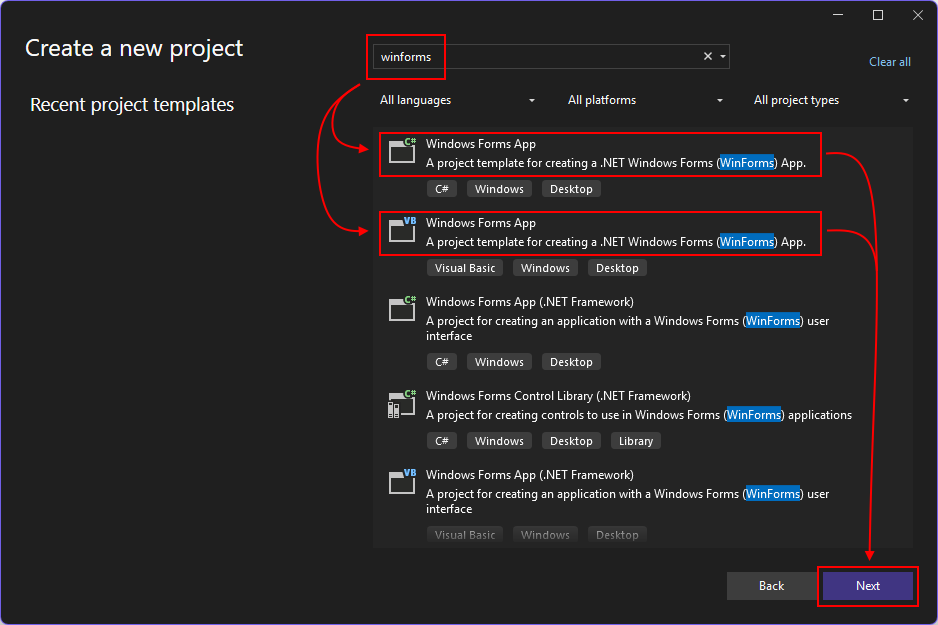 Create a new project
Recent project templates
winforms
Clear all
All languages
All platforms
All project types
C#
Windows Forms App
A project template for creating a .NET Windows Forms (WinForms) App.
C#
Windows
Desktop
VB
Windows Forms App
A project template for creating a .NET Windows Forms (WinForms) App.
Visual Basic
Windows
Desktop
C#
Windows Forms App (.NET Framework)
A project for creating an application with a Windows Forms (WinForms) user
interface
C#
Windows
Desktop
C#
Windows Forms Control Library (.NET Framework)
A project for creating controls to use in Windows Forms (WinForms) applications
C#
Windows
Desktop
Library
VB
Windows Forms App (.NET Framework)
A project for creating an application with a Windows Forms (WinForms) user
interface
Visual Basic
Windows
Desktop
Back
Next